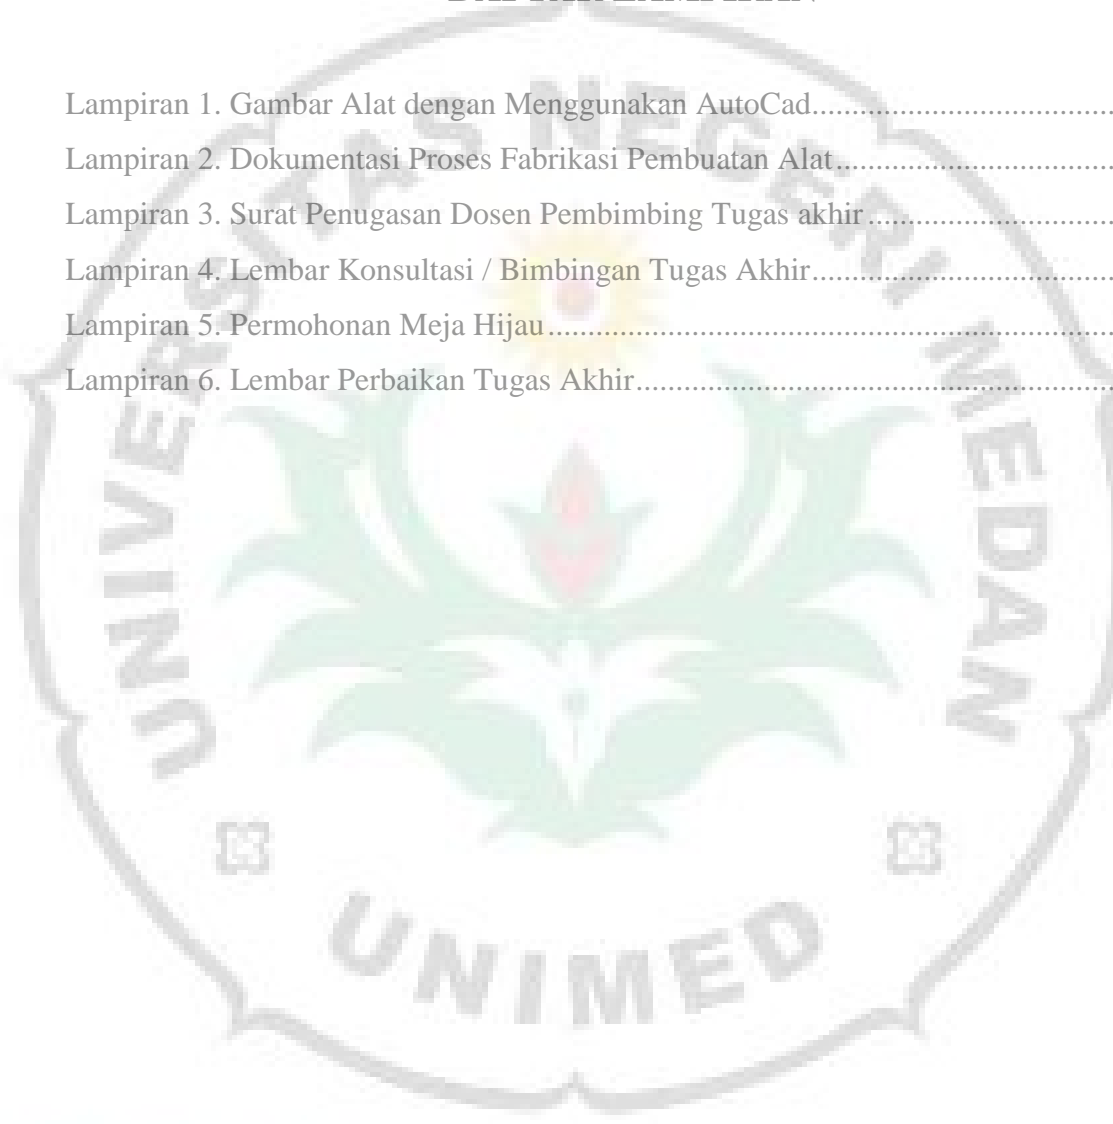 Lampiran 1. Gambar Alat dengan Menggunakan AutoCad......................................
Lampiran 2. Dokumentasi Proses Fabrikasi Pembuatan Alat...................................
Lampiran 3. Surat Penugasan Dosen Pembimbing Tugas akhir...............................
Lampiran 4. Lembar Konsultasi / Bimbingan Tugas Akhir......................................
Lampiran 5. Permohonan Meja Hijau.......................................................................
Lampiran 6. Lembar Perbaikan Tugas Akhir............................................................
UNIVERSITAS NEGERI MEDAN
UNIMED